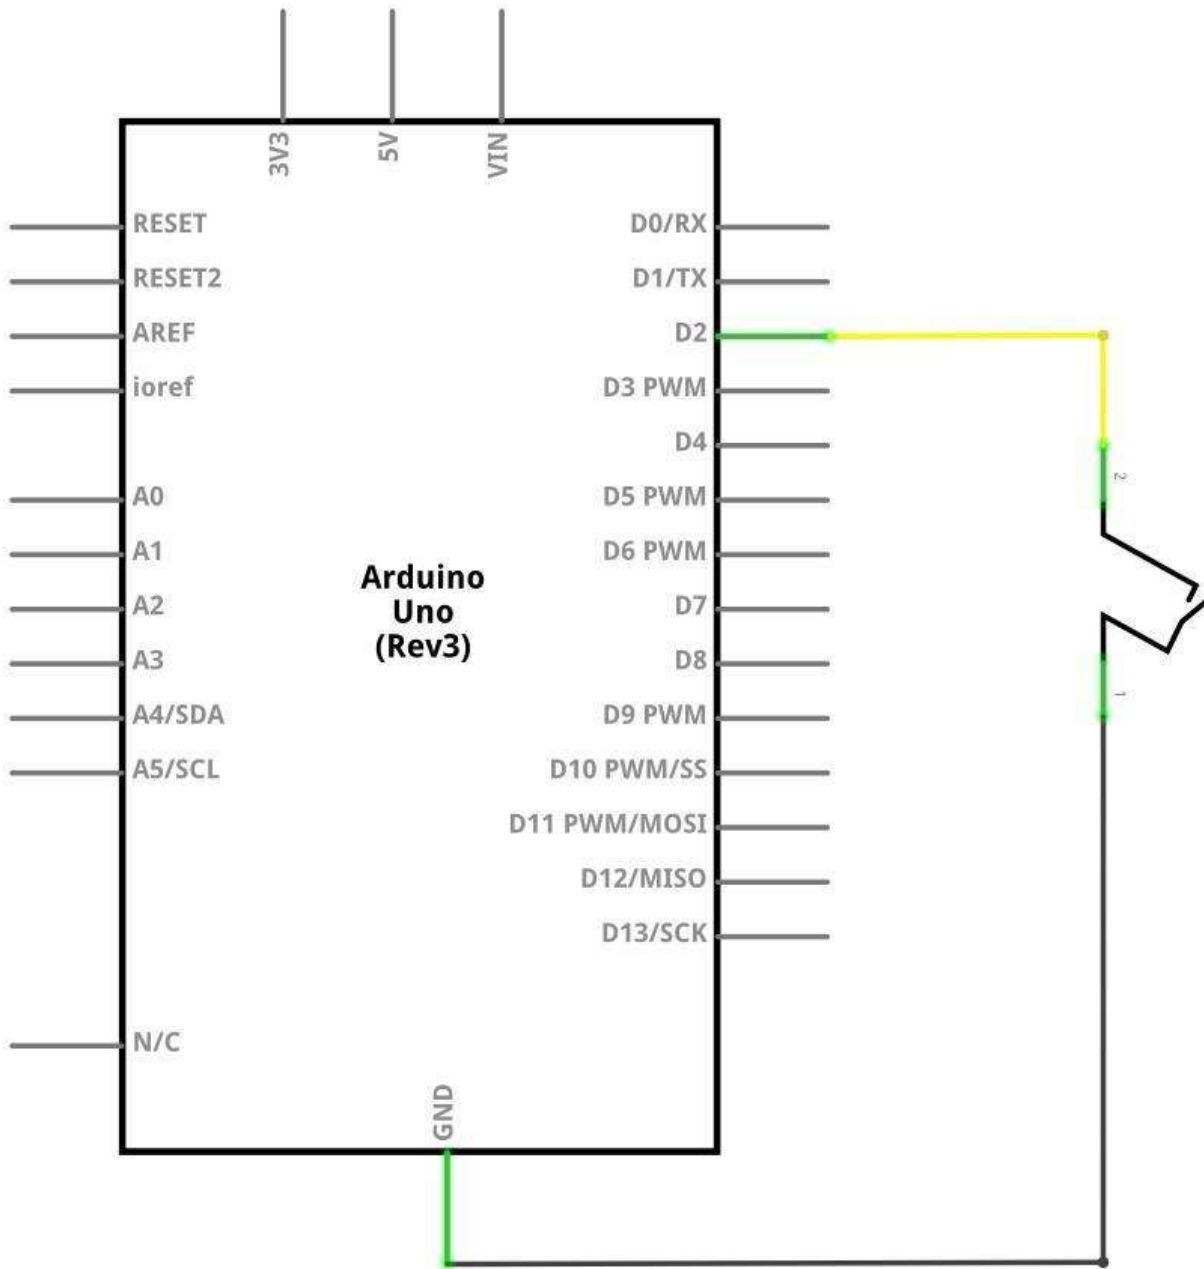 3V3
5V
VIN
RESET
RESET2
AREF
ioref
A0
A1
A2
A3
A4/SDA
A5/SCL
N/C
Arduino
Uno
(Rev3)
D0/RX
D1/TX
D2
D3 PWM
D4
D5 PWM
D6 PWM
D7
D8
D9 PWM
D10 PWM/SS
D11 PWM/MOSI
D12/MISO
D13/SCK
GND
2
1